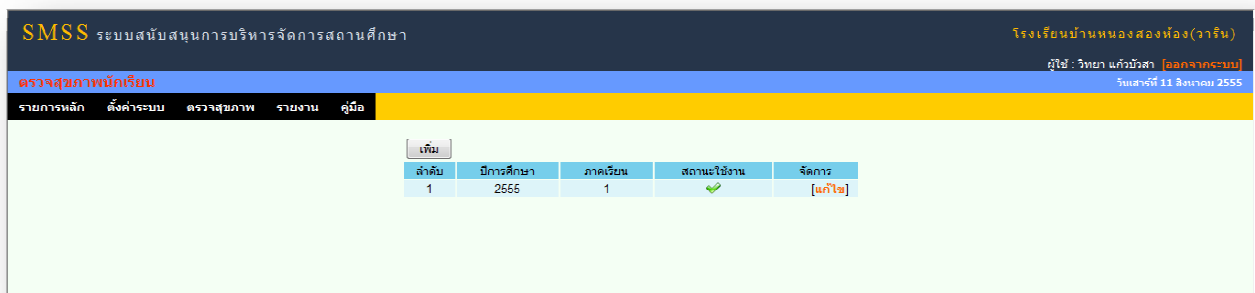 SMSS ระบบสนับสนุนการบริหารจัดการสถานศึกษา
โรงเรียนบ้านหนองสองห้อง(วาริน)
ผู้ใช้ : วิทยา แก้วบัวสา [ออกจากระบบ]
ตรวจสุขภาพนักเรียน
วันเสาร์ที่ 11 สิงหาคม 2555
รายการหลัก ตั้งค่าระบบ ตรวจสุขภาพ รายงาน คู่มือ
เพิ่ม
ลำดับ ปีการศึกษา ภาคเรียน สถานะใช้งาน จัดการ
1 2555 1 [แก้ไข]